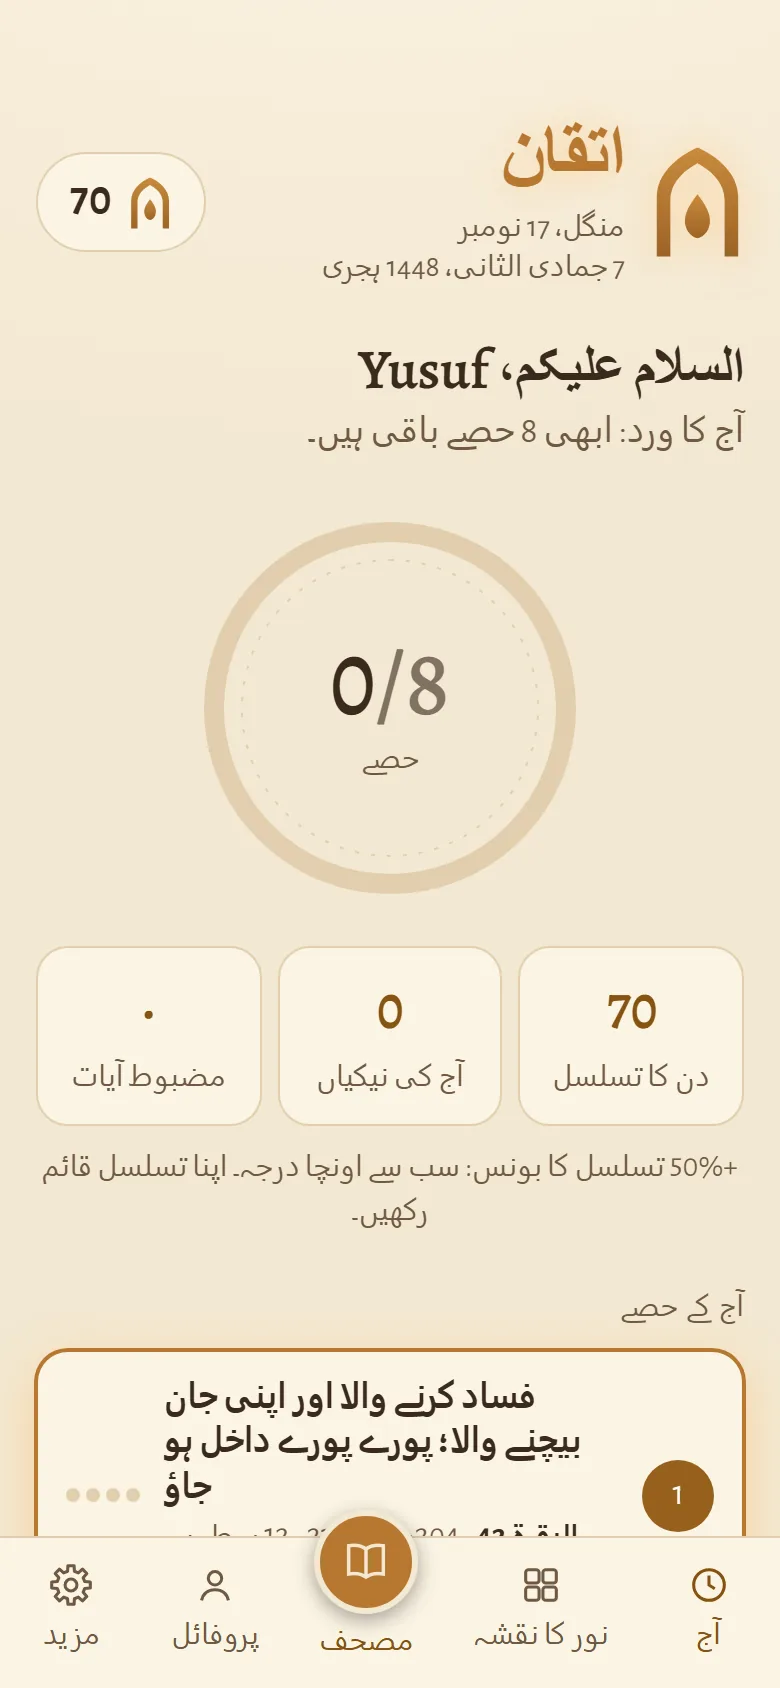 اتقان
منگل، 17 نومبر
7 جمادی الثانی، 1448 ہجری
70
السلام علیکم، Yusuf
آج کا ورد: ابھی 8 حصے باقی ہیں۔
0/8
حصے
70
دن کا تسلسل
0
آج کی نیکیاں
۰
مضبوط آیات
+50% تسلسل کا بونس: سب سے اونچا درجہ۔ اپنا تسلسل قائم
رکھیں۔
آج کے حصے
1
فساد کرنے والا اور اپنی جان
بیچنے والا؛ پورے پورے داخل ہو
جاؤ
آج
نور کا نقشہ
مصحف
پروفائل
مزید